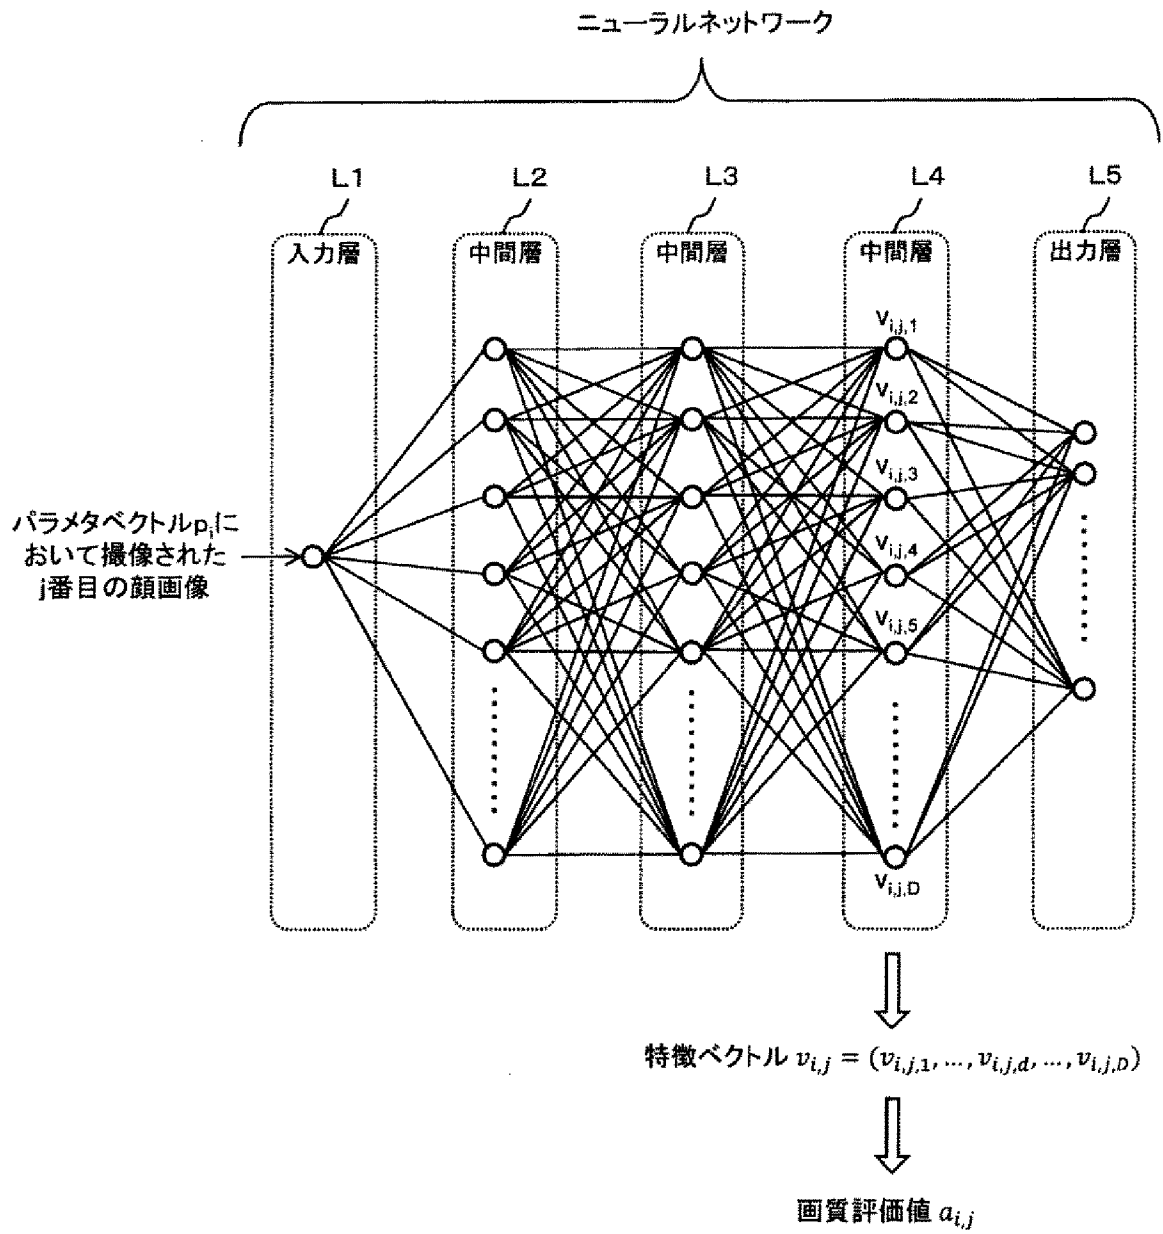 ニューラルネットワーク
L1 L2 L3 L4 L5
入力層 中間層 中間層 中間層 出力層
v_{i,j,1}
v_{i,j,2}
v_{i,j,3}
v_{i,j,4}
v_{i,j,5}
v_{i,j,D}
パラメタベクトルp_iに
おいて撮像された
j番目の顔画像
特徴ベクトル v_{i,j} = (v_{i,j,1}, …, v_{i,j,d}, …, v_{i,j,D})
画質評価値 a_{i,j}